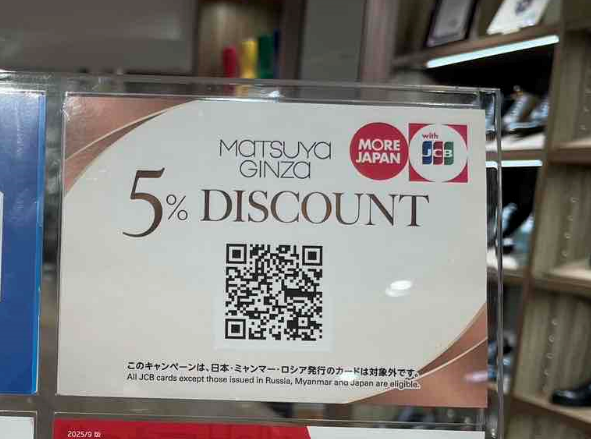 MATSUYA
GINZA
MORE
JAPAN
with
JCB
5% DISCOUNT
このキャンペーンは、日本・ミャンマー・ロシア発行のカードは対象外です。
All JCB cards except those issued in Russia, Myanmar and Japan are eligible.
2025/9 版